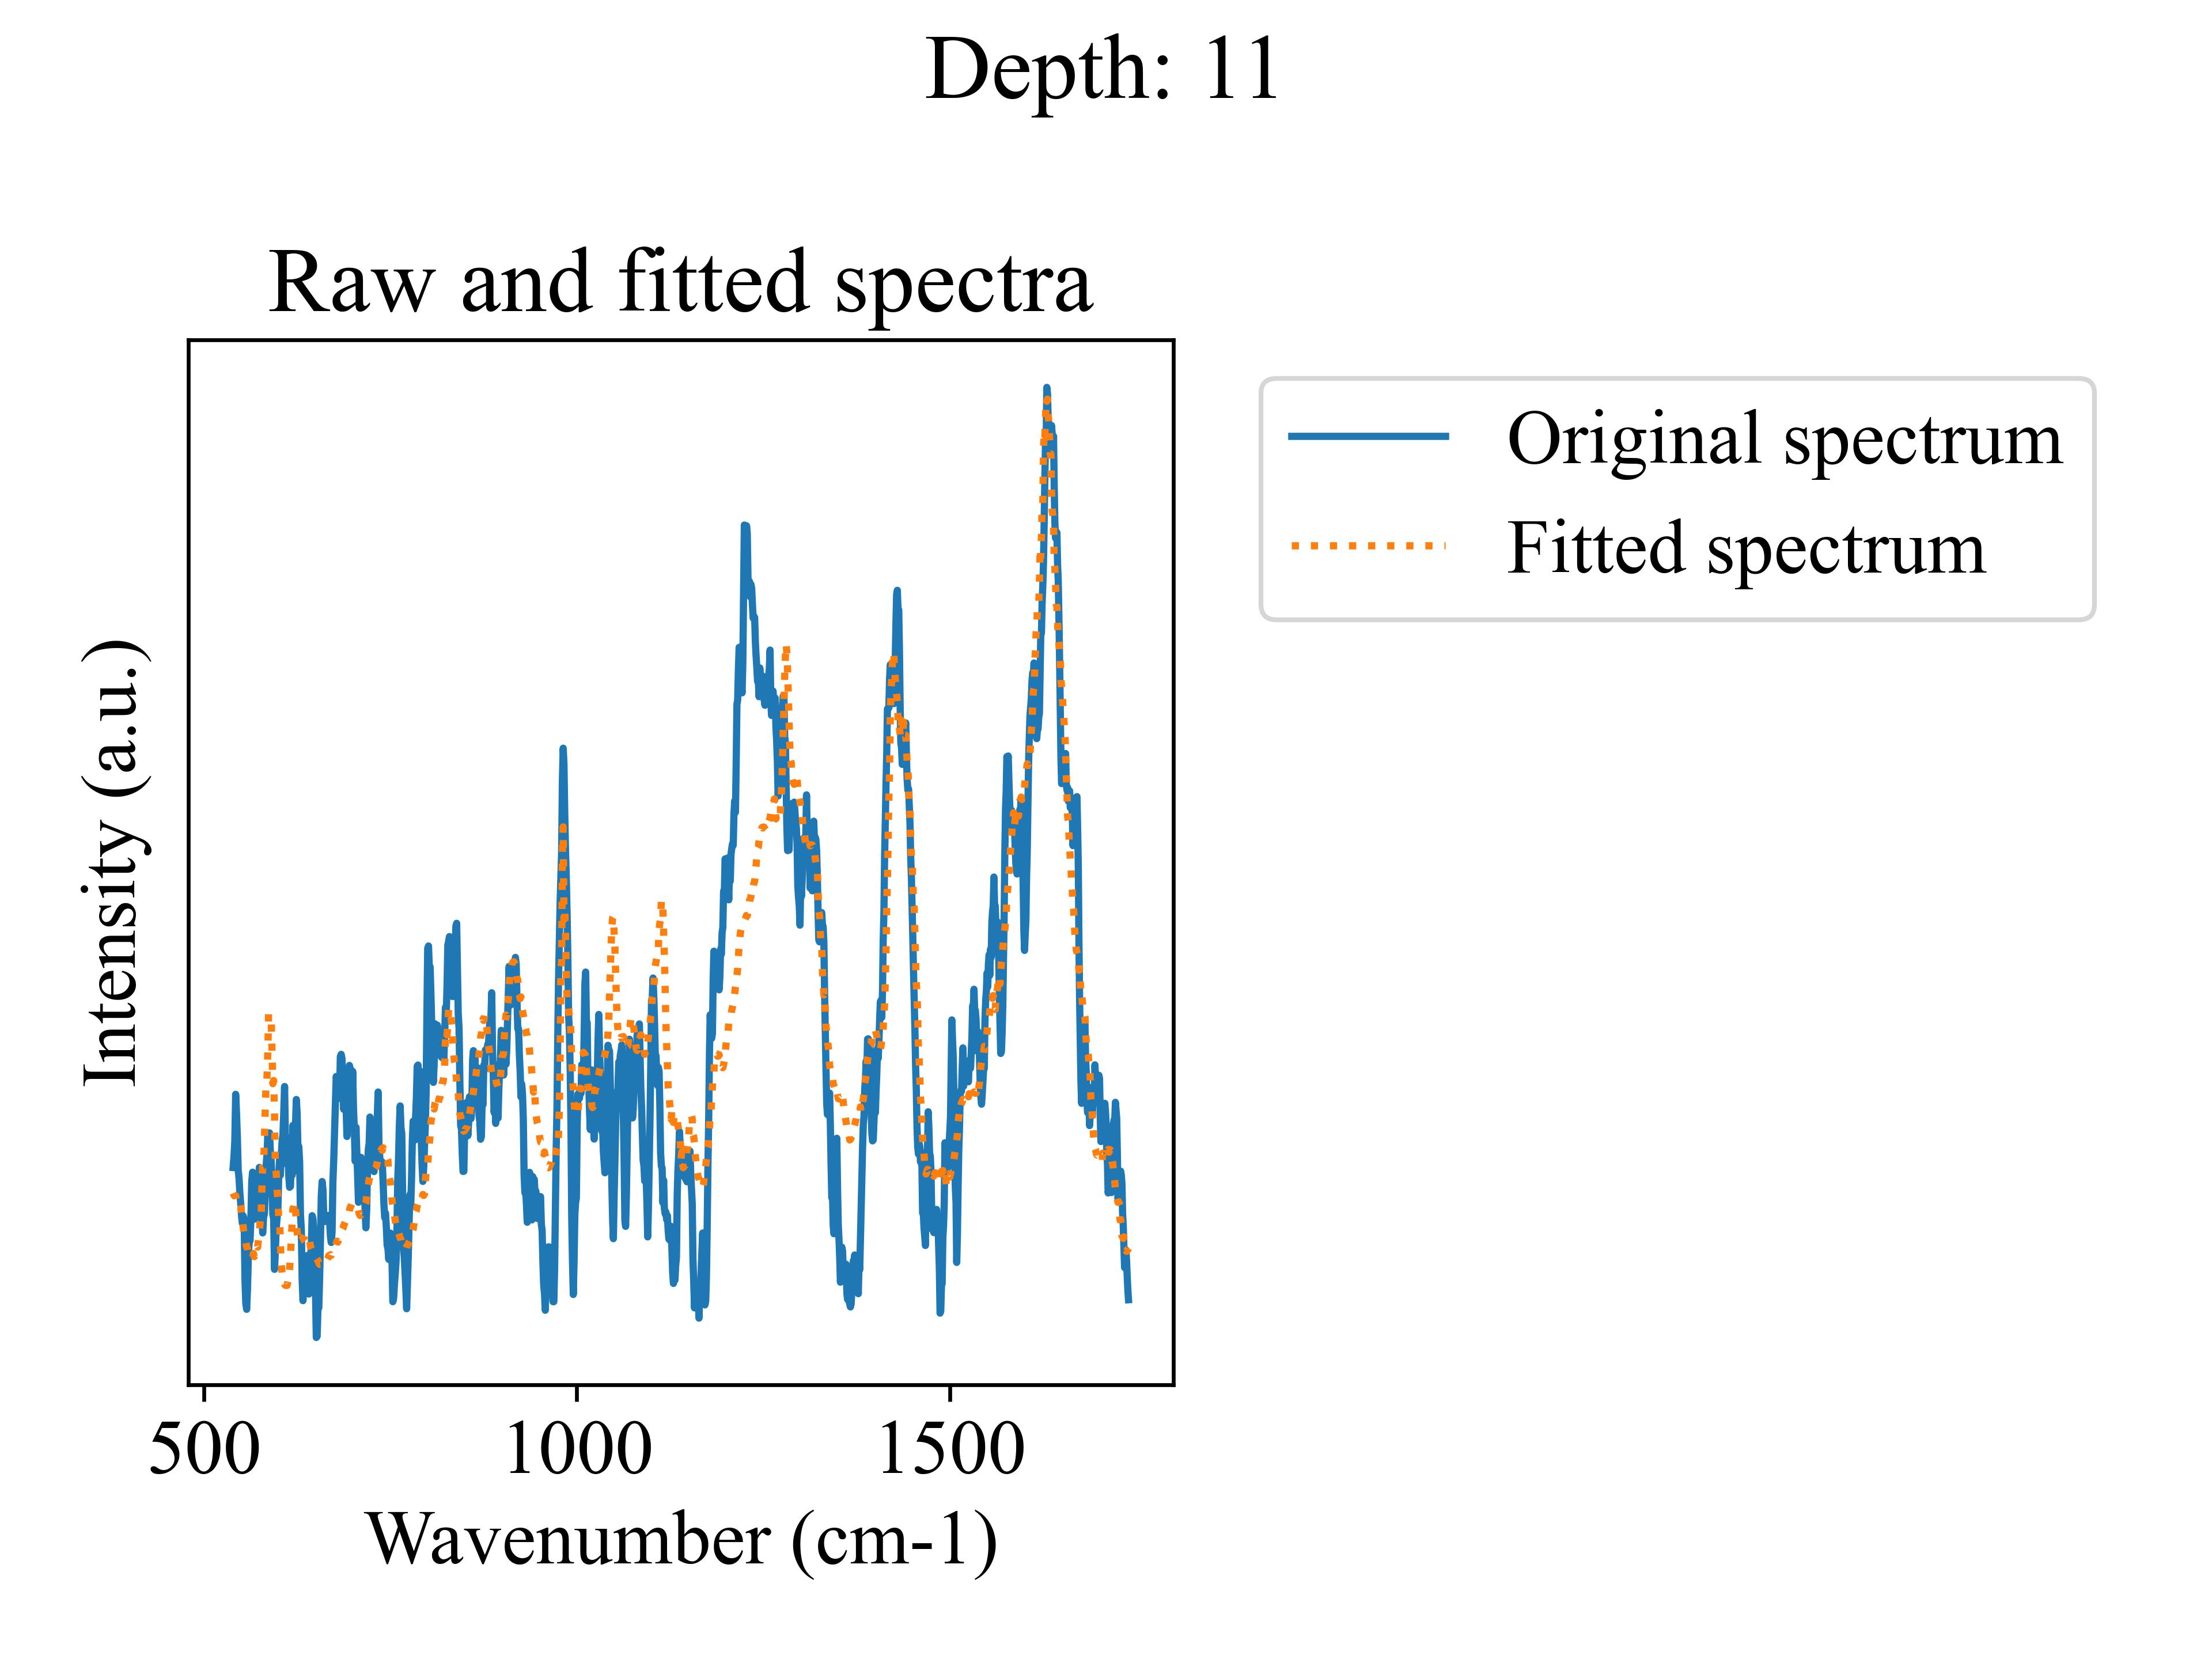 Depth: 11
Raw and fitted spectra
Original spectrum
Fitted spectrum
Intensity (a.u.)
500 1000 1500
Wavenumber (cm-1)